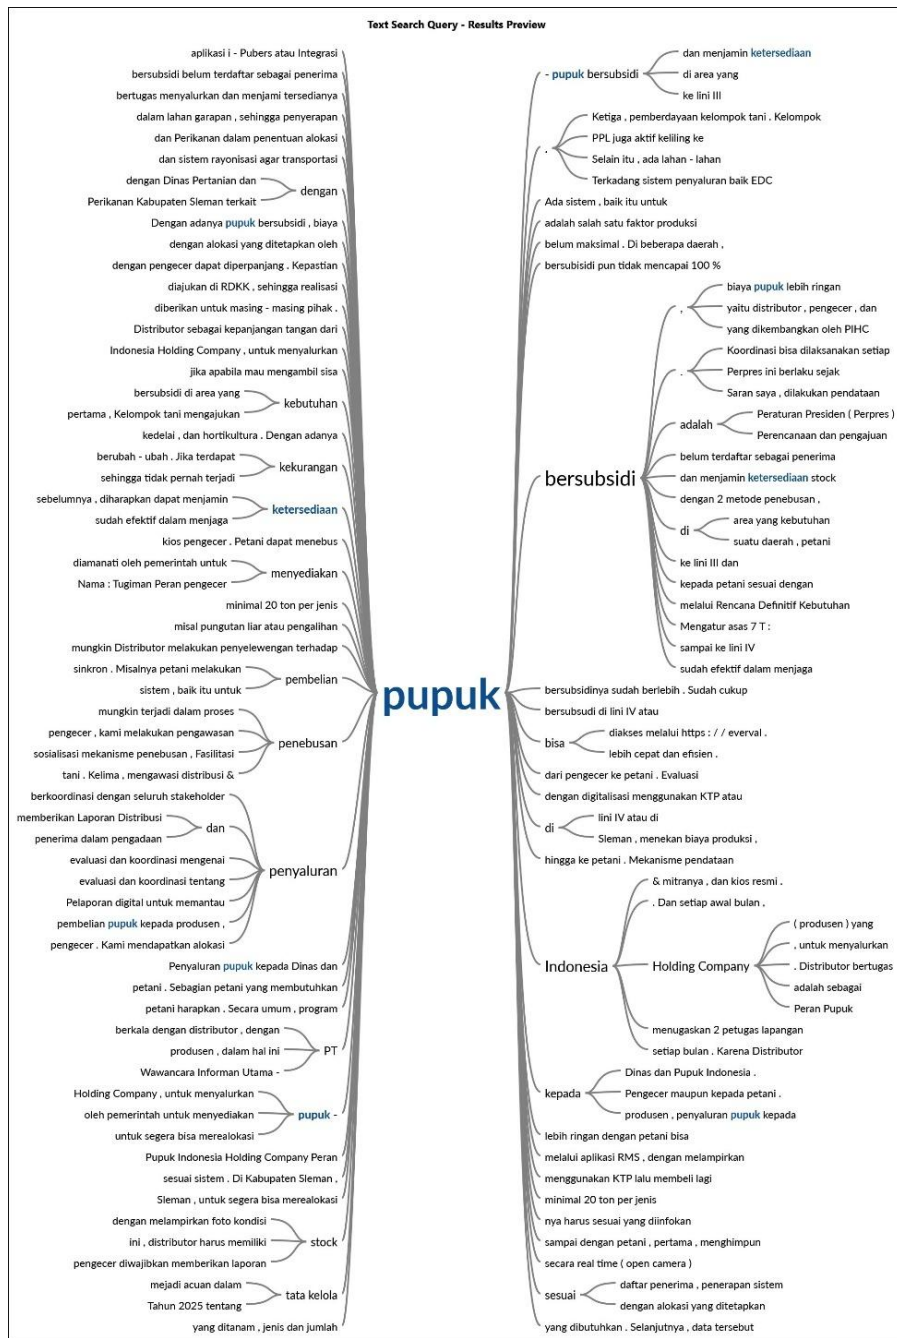 Text Search Query - Results Preview
aplikasi i - Pubers atau Integrasi
bersubsidi belum terdaftar sebagai penerima
bertugas menyalurkan dan menjami tersedianya
dalam lahan garapan , sehingga penyerapan
dan Perikanan dalam penentuan alokasi
dan sistem rayonisasi agar transportasi
dengan Dinas Pertanian dan
Perikanan Kabupaten Sleman terkait
dengan
Dengan adanya pupuk bersubsidi , biaya
dengan alokasi yang ditetapkan oleh
dengan pengecer dapat diperpanjang . Kepastian
diajukan di RDKK , sehingga realisasi
diberikan untuk masing - masing pihak .
Distributor sebagai kepanjangan tangan dari
Indonesia Holding Company , untuk menyalurkan
jika apabila mau mengambil sisa
bersubsidi di area yang
pertama , Kelompok tani mengajukan
kebutuhan
kedelai , dan hortikultura . Dengan adanya
berubah - ubah . Jika terdapat
sehingga tidak pernah terjadi
kekurangan
sebelumnya , diharapkan dapat menjamin
sudah efektif dalam menjaga
ketersediaan
kios pengecer . Petani dapat menebus
diamanati oleh pemerintah untuk
Nama : Tugiman Peran pengecer
menyediakan
minimal 20 ton per jenis
misal pungutan liar atau pengalihan
mungkin Distributor melakukan penyelewengan terhadap
sinkron . Misalnya petani melakukan
sistem , baik itu untuk
pembelian
mungkin terjadi dalam proses
pengecer , kami melakukan pengawasan
sosialisasi mekanisme penebusan , Fasilitasi
tani . Kelima , mengawasi distribusi &
penebusan
berkoordinasi dengan seluruh stakeholder
memberikan Laporan Distribusi
penerima dalam pengadaan
dan
evaluasi dan koordinasi mengenai
evaluasi dan koordinasi tentang
Pelaporan digital untuk memantau
pembelian pupuk kepada produsen ,
pengecer . Kami mendapatkan alokasi
penyaluran
Penyaluran pupuk kepada Dinas dan
petani . Sebagian petani yang membutuhkan
petani harapkan . Secara umum , program
berkala dengan distributor , dengan
produsen , dalam hal ini
Wawancara Informan Utama -
PT
Holding Company , untuk menyalurkan
oleh pemerintah untuk menyediakan
untuk segera bisa merealokasi
pupuk -
Pupuk Indonesia Holding Company Peran
sesuai sistem . Di Kabupaten Sleman ,
Sleman , untuk segera bisa merealokasi
dengan melampirkan foto kondisi
ini , distributor harus memiliki
pengecer diwajibkan memberikan laporan
stock
mejadi acuan dalam
Tahun 2025 tentang
tata kelola
yang ditanam , jenis dan jumlah
pupuk
- pupuk bersubsidi
dan menjamin ketersediaan
di area yang
ke lini III
.
Ketiga , pemberdayaan kelompok tani . Kelompok
PPL juga aktif keliling ke
Selain itu , ada lahan - lahan
Terkadang sistem penyaluran baik EDC
Ada sistem , baik itu untuk
adalah salah satu faktor produksi
belum maksimal . Di beberapa daerah ,
bersubisidi pun tidak mencapai 100 %
bersubsidi
,
biaya pupuk lebih ringan
yaitu distributor , pengecer , dan
yang dikembangkan oleh PIHC
.
Koordinasi bisa dilaksanakan setiap
Perpres ini berlaku sejak
Saran saya , dilakukan pendataan
adalah
Peraturan Presiden ( Perpres )
Perencanaan dan pengajuan
belum terdaftar sebagai penerima
dan menjamin ketersediaan stock
dengan 2 metode penebusan ,
di
area yang kebutuhan
suatu daerah , petani
ke lini III dan
kepada petani sesuai dengan
melalui Rencana Definitif Kebutuhan
Mengatur asas 7 T :
sampai ke lini IV
sudah efektif dalam menjaga
bersubsidinya sudah berlebih . Sudah cukup
bersubsudi di lini IV atau
bisa
diakses melalui https : / / everval .
lebih cepat dan efisien .
dari pengecer ke petani . Evaluasi
dengan digitalisasi menggunakan KTP atau
di
lini IV atau di
Sleman , menekan biaya produksi ,
hingga ke petani . Mekanisme pendataan
Indonesia
& mitranya , dan kios resmi .
. Dan setiap awal bulan ,
Holding Company
( produsen ) yang
, untuk menyalurkan
. Distributor bertugas
adalah sebagai
Peran Pupuk
menugaskan 2 petugas lapangan
setiap bulan . Karena Distributor
kepada
Dinas dan Pupuk Indonesia .
Pengecer maupun kepada petani .
produsen , penyaluran pupuk kepada
lebih ringan dengan petani bisa
melalui aplikasi RMS , dengan melampirkan
menggunakan KTP lalu membeli lagi
minimal 20 ton per jenis
nya harus sesuai yang diinfokan
sampai dengan petani , pertama , menghimpun
secara real time ( open camera )
sesuai
daftar penerima , penerapan sistem
dengan alokasi yang ditetapkan
yang dibutuhkan . Selanjutnya , data tersebut